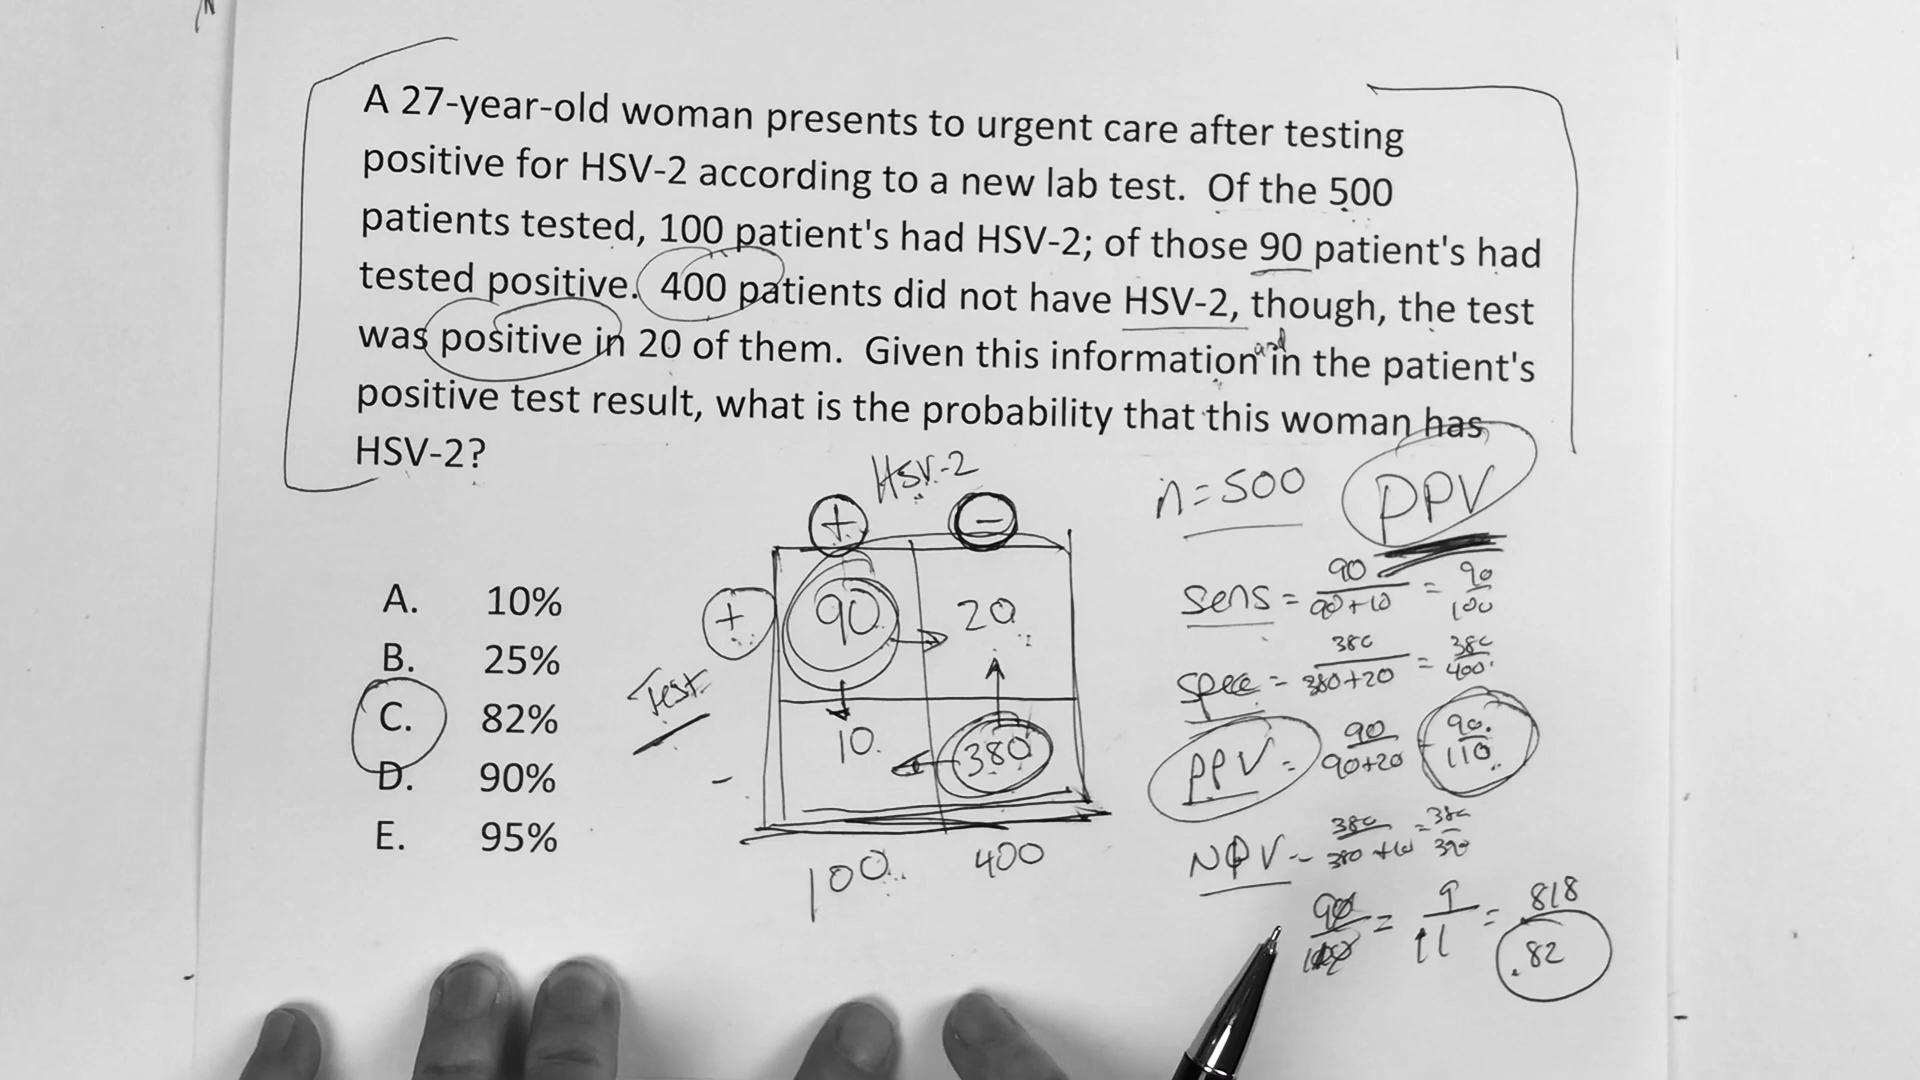 A 27-year-old woman presents to urgent care after testing
positive for HSV-2 according to a new lab test. Of the 500
patients tested, 100 patient's had HSV-2; of those 90 patient's had
tested positive. 400 patients did not have HSV-2, though, the test
was positive in 20 of them. Given this information and in the patient's
positive test result, what is the probability that this woman has
HSV-2?
HSV-2
n=500
PPV
+ −
A. 10%
B. 25%
C. 82%
D. 90%
E. 95%
Test
+ 90 20
− 10 380
100 400
sens = 90/90+10 = 90/100
spec = 380/380+20 = 380/400
PPV = 90/90+20 = 90/110
NPV = 380/380+10 = 380/390
90/110 = 9/11 = .818
.82